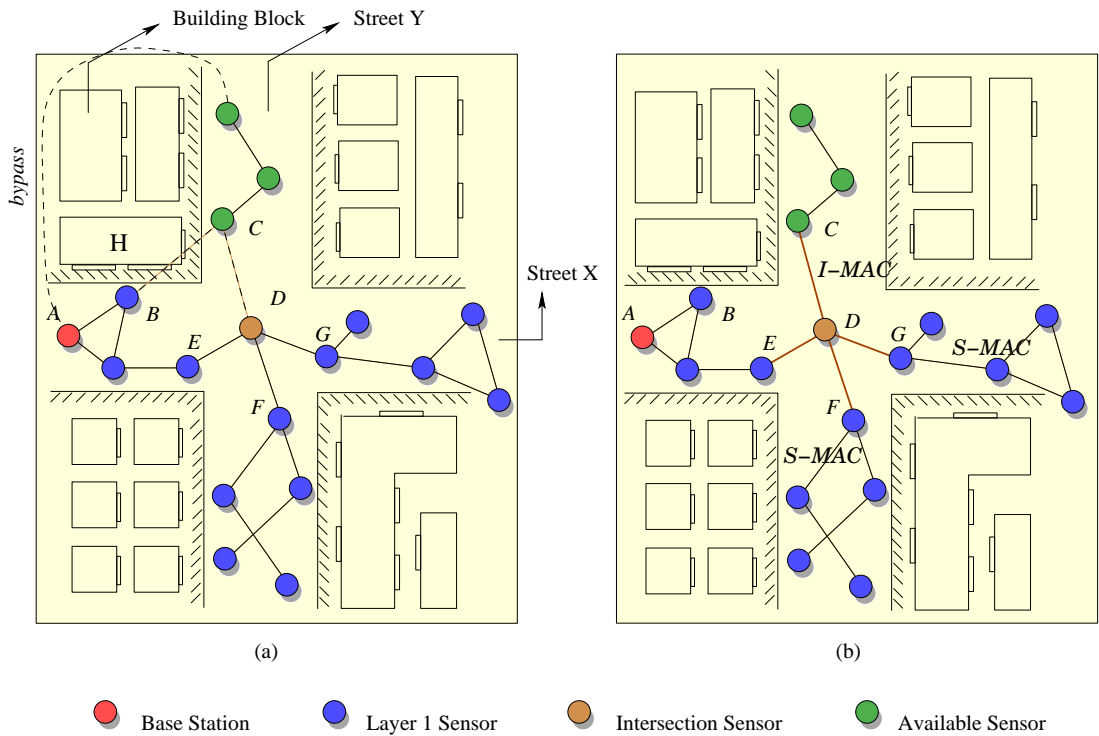 Building Block
Street Y
bypass
H
C
Street X
A
B
D
E
G
F
(a)
C
I-MAC
A
B
D
E
G
S-MAC
F
S-MAC
(b)
Base Station
Layer 1 Sensor
Intersection Sensor
Available Sensor